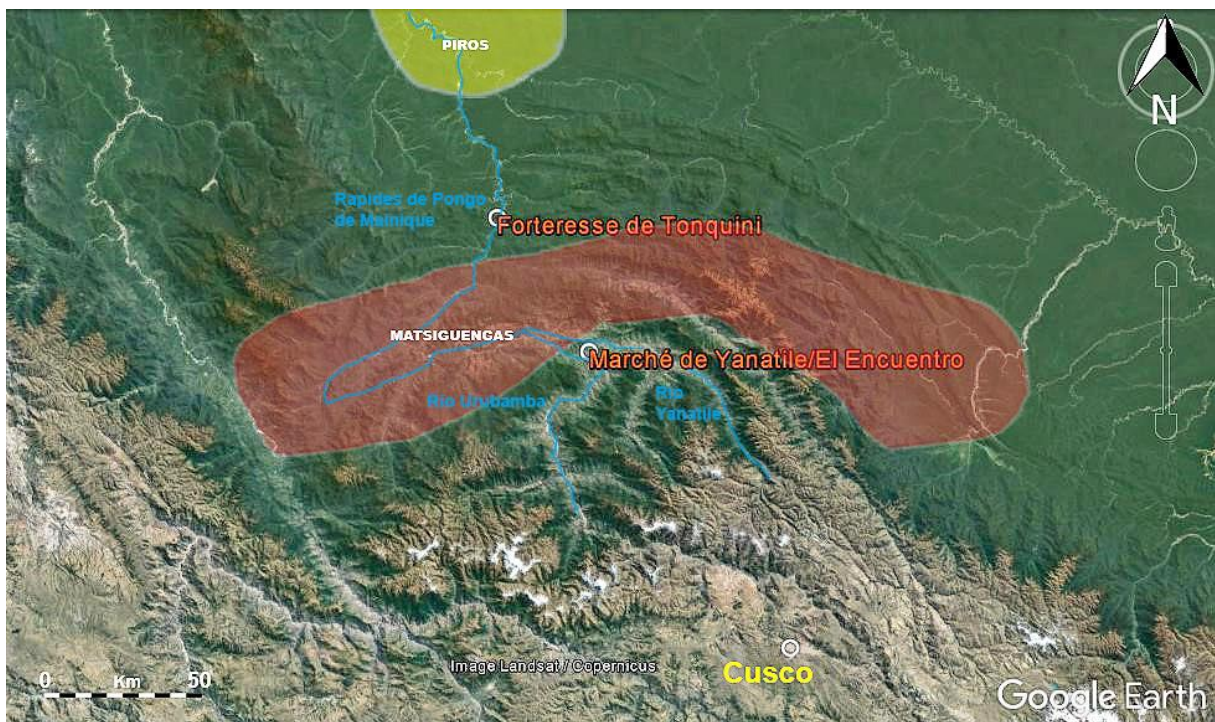 PIROS
N
Rapides de Pongo
de Mainique
Forteresse de Tonquini
MATSIGUENGAS
Marché de Yanatile/El Encuentro
Rio Urubamba
Rio
Yanatile
Image Landsat / Copernicus
Cusco
0 Km 50
Google Earth